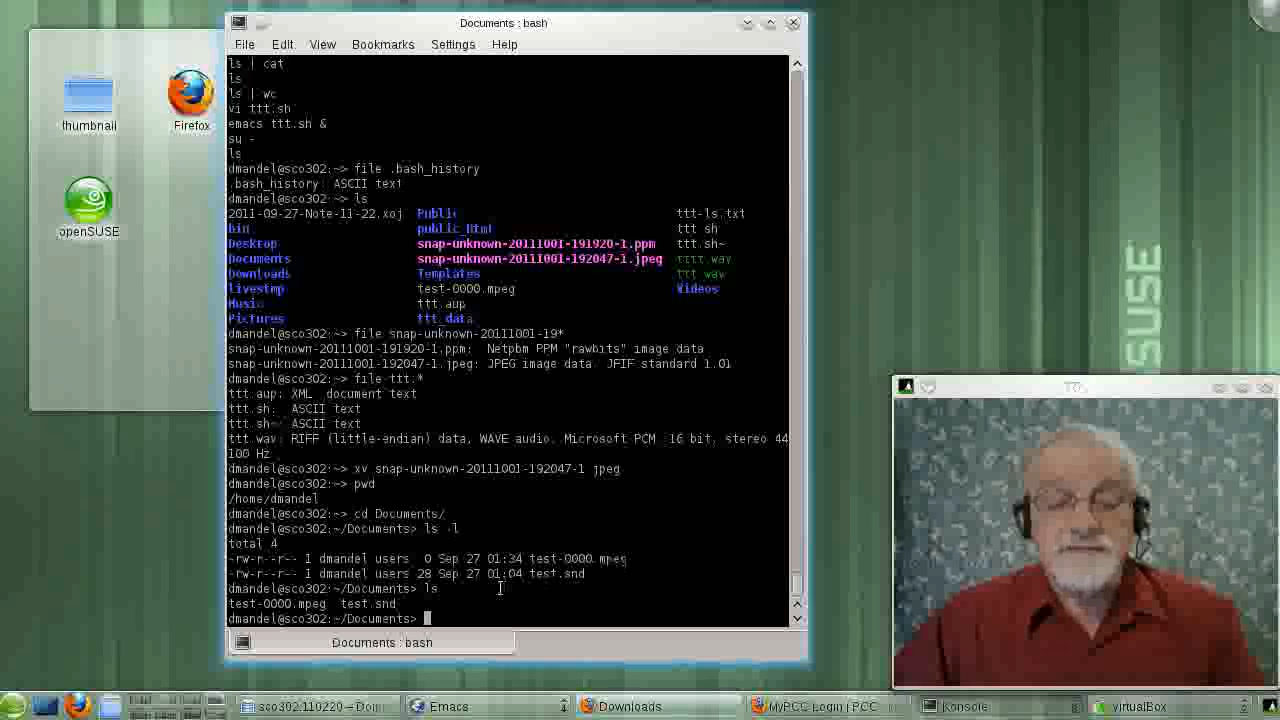 Documents : bash
File Edit View Bookmarks Settings Help
thumbnail
Firefox
openSUSE
ls | cat
ls
ls | wc
vi ttt.sh
emacs ttt.sh &
su -
ls
dmandel@sco302:~> file .bash_history
.bash_history: ASCII text
dmandel@sco302:~> ls
2011-09-27-Note-11-22.xoj Public ttt-ls.txt
bin public_html ttt.sh
Desktop snap-unknown-20111001-191920-1.ppm ttt.sh~
Documents snap-unknown-20111001-192047-1.jpeg tttt.wav
Downloads Templates ttt.wav
livestmp test-0000.mpeg Videos
Music ttt.aup
Pictures ttt_data
dmandel@sco302:~> file snap-unknown-20111001-19*
snap-unknown-20111001-191920-1.ppm: Netpbm PPM "rawbits" image data
snap-unknown-20111001-192047-1.jpeg: JPEG image data, JFIF standard 1.01
dmandel@sco302:~> file ttt.*
ttt.aup: XML document text
ttt.sh: ASCII text
ttt.sh~: ASCII text
ttt.wav: RIFF (little-endian) data, WAVE audio, Microsoft PCM, 16 bit, stereo 44
100 Hz
dmandel@sco302:~> xv snap-unknown-20111001-192047-1.jpeg
dmandel@sco302:~> pwd
/home/dmandel
dmandel@sco302:~> cd Documents/
dmandel@sco302:~/Documents> ls -l
total 4
-rw-r--r-- 1 dmandel users 0 Sep 27 01:34 test-0000.mpeg
-rw-r--r-- 1 dmandel users 28 Sep 27 01:04 test.snd
dmandel@sco302:~/Documents> ls
test-0000.mpeg test.snd
dmandel@sco302:~/Documents>
Documents : bash
SUSE
sco302.110229 – Emacs Downloads MyPCC Login | PCC Konsole 8 VirtualBox